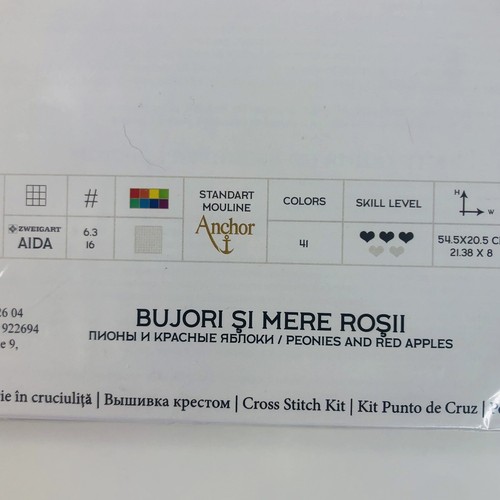 #
STANDART
MOULINE
COLORS
SKILL LEVEL
H
W
ZWEIGART
AIDA
6.3
16
Anchor
41
54.5X20.5
21.38 X 8
26 04
922694
e 9,
BUJORI ŞI MERE ROŞII
ПИОНЫ И КРАСНЫЕ ЯБЛОКИ / PEONIES AND RED APPLES
ie în cruciuliță | Вышивка крестом | Cross Stitch Kit | Kit Punto de Cruz |